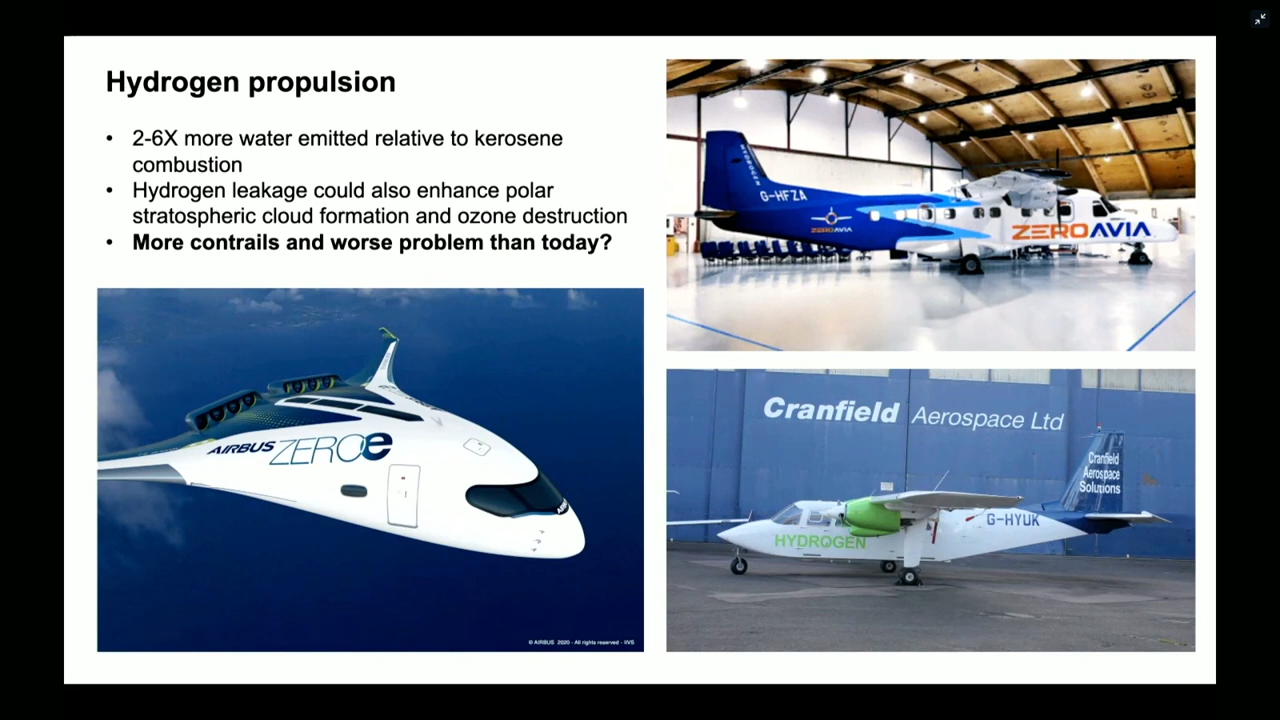 Hydrogen propulsion
• 2-6X more water emitted relative to kerosene
combustion
• Hydrogen leakage could also enhance polar
stratospheric cloud formation and ozone destruction
• More contrails and worse problem than today?
HYDROGEN
G-HFZA
ZEROAVIA
ZEROAVIA
AIRBUS ZEROe
© AIRBUS 2020 - All rights reserved - IIVS
Cranfield Aerospace Ltd
Cranfield
Aerospace
Solutions
G-HYUK
HYDROGEN